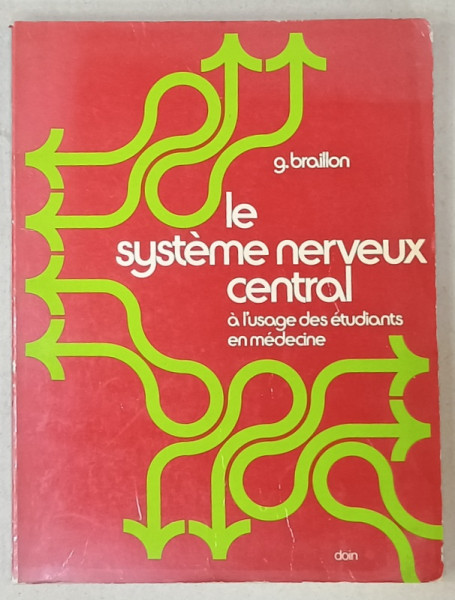 g. braillon
le
système nerveux
central
à l'usage des étudiants
en médecine
doin